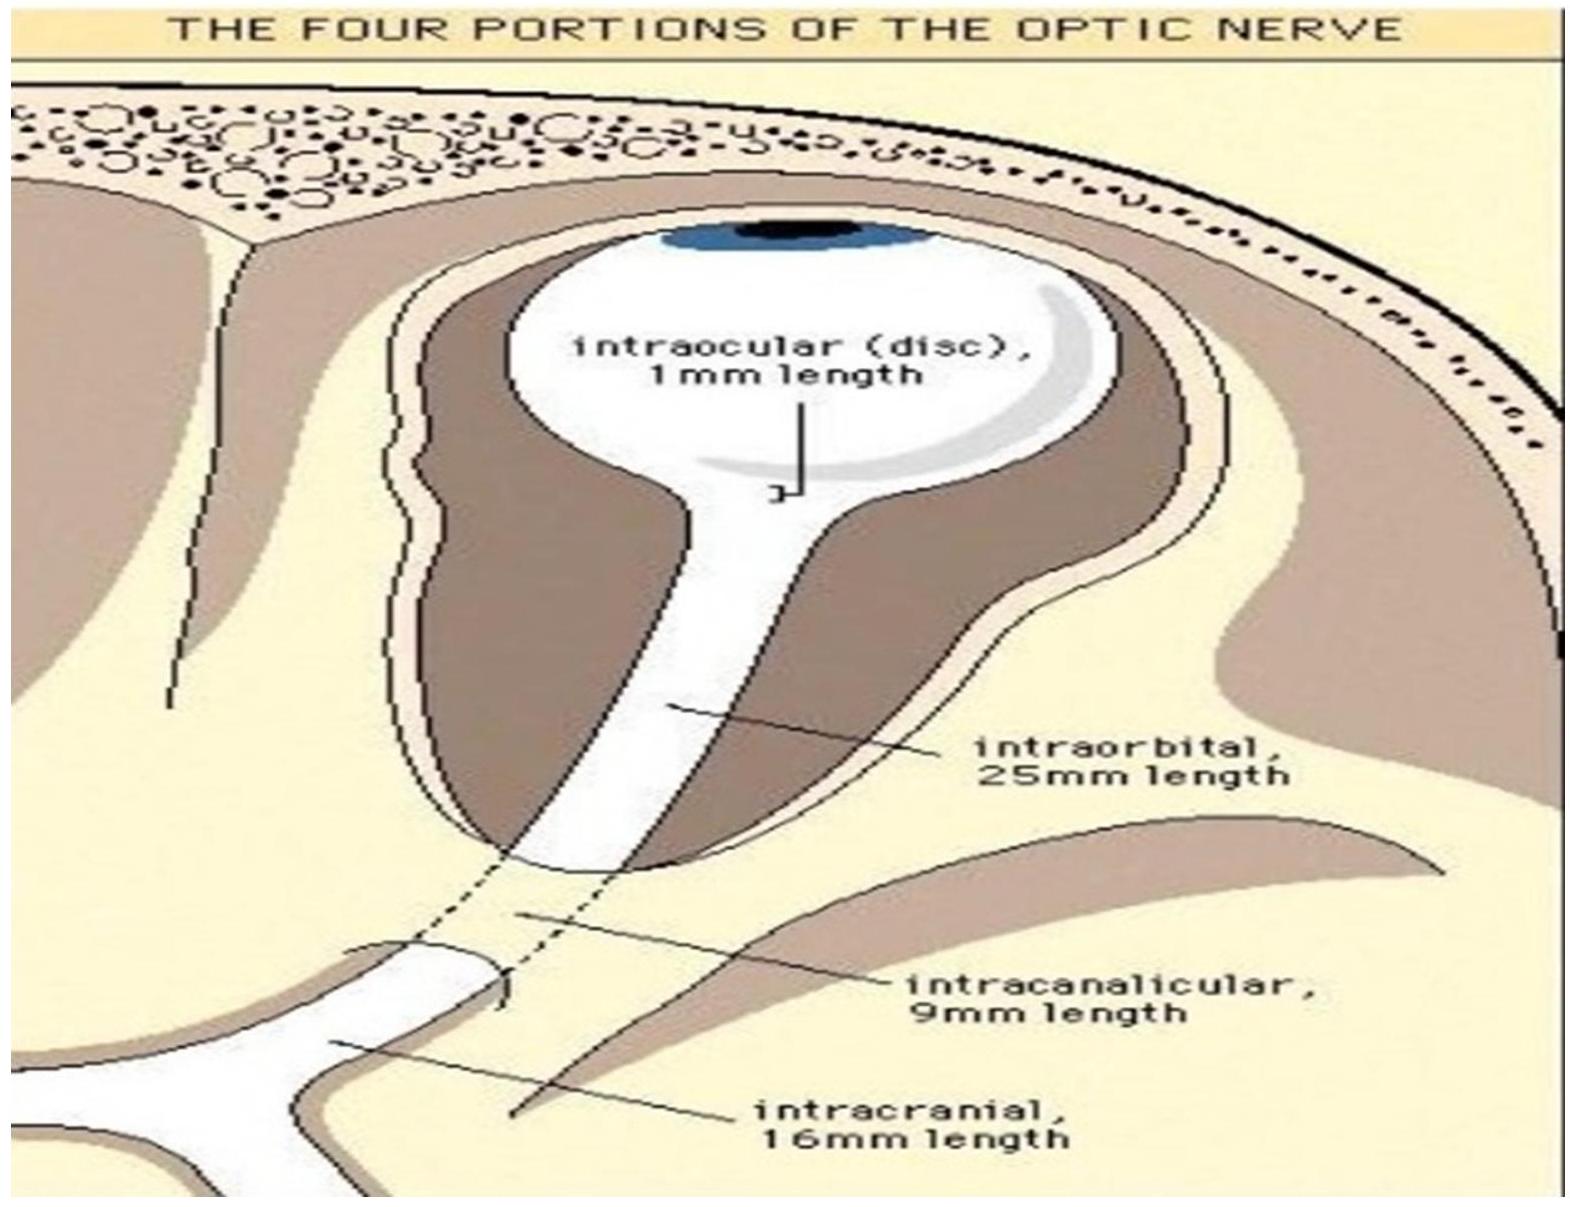 THE FOUR PORTIONS OF THE OPTIC NERVE
intraocular (disc),
1mm length
intraorbital,
25mm length
intracanalicular,
9mm length
intracranial,
16mm length